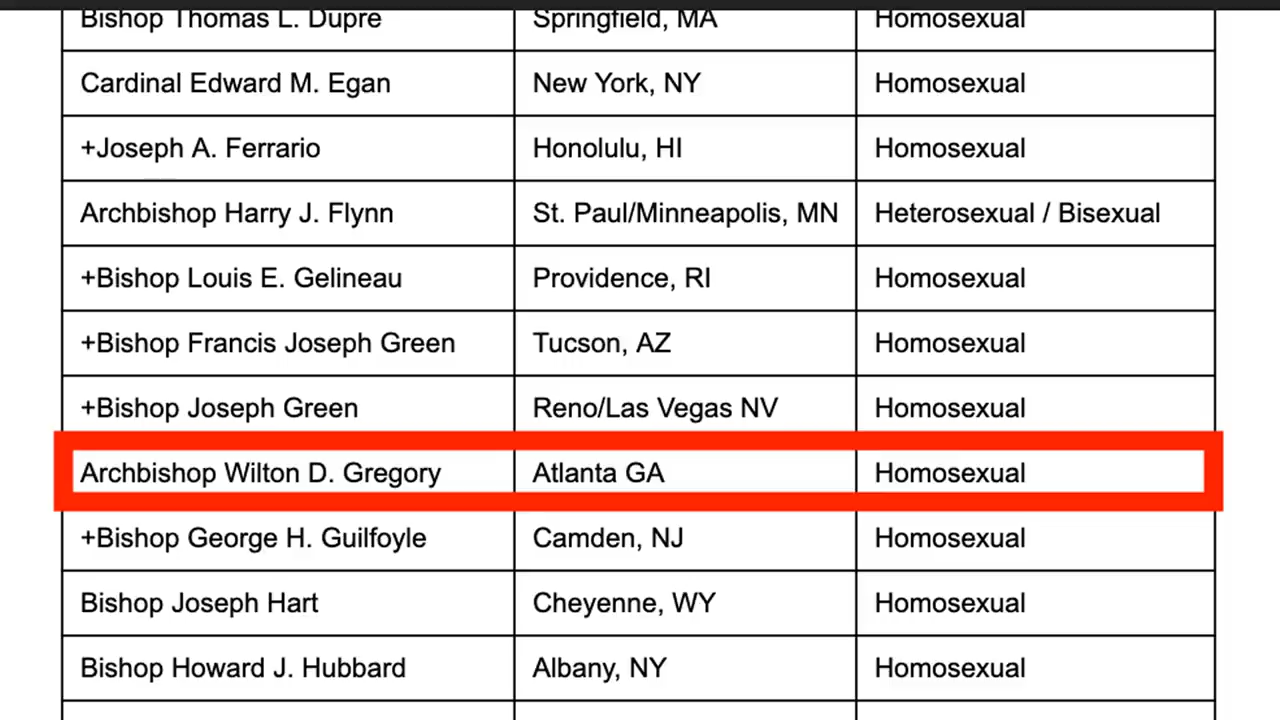 Bishop Thomas L. Dupre Springfield, MA Homosexual
Cardinal Edward M. Egan New York, NY Homosexual
+Joseph A. Ferrario Honolulu, HI Homosexual
Archbishop Harry J. Flynn St. Paul/Minneapolis, MN Heterosexual / Bisexual
+Bishop Louis E. Gelineau Providence, RI Homosexual
+Bishop Francis Joseph Green Tucson, AZ Homosexual
+Bishop Joseph Green Reno/Las Vegas NV Homosexual
Archbishop Wilton D. Gregory Atlanta GA Homosexual
+Bishop George H. Guilfoyle Camden, NJ Homosexual
Bishop Joseph Hart Cheyenne, WY Homosexual
Bishop Howard J. Hubbard Albany, NY Homosexual